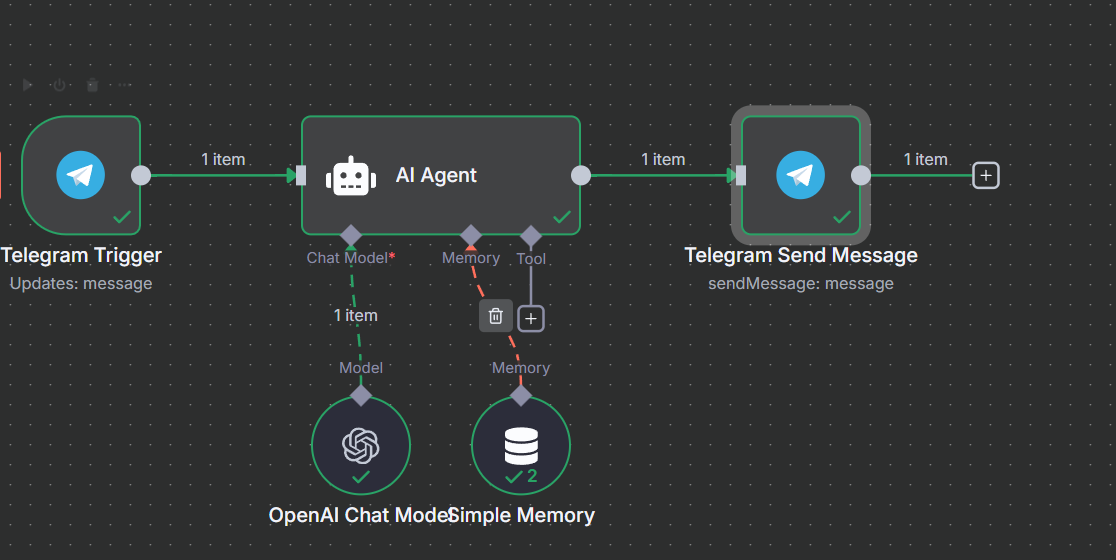 1 item
AI Agent
1 item
1 item
Telegram Trigger
Updates: message
Chat Model*
Memory
Tool
Telegram Send Message
sendMessage: message
1 item
Model
Memory
2
OpenAI Chat Model
Simple Memory